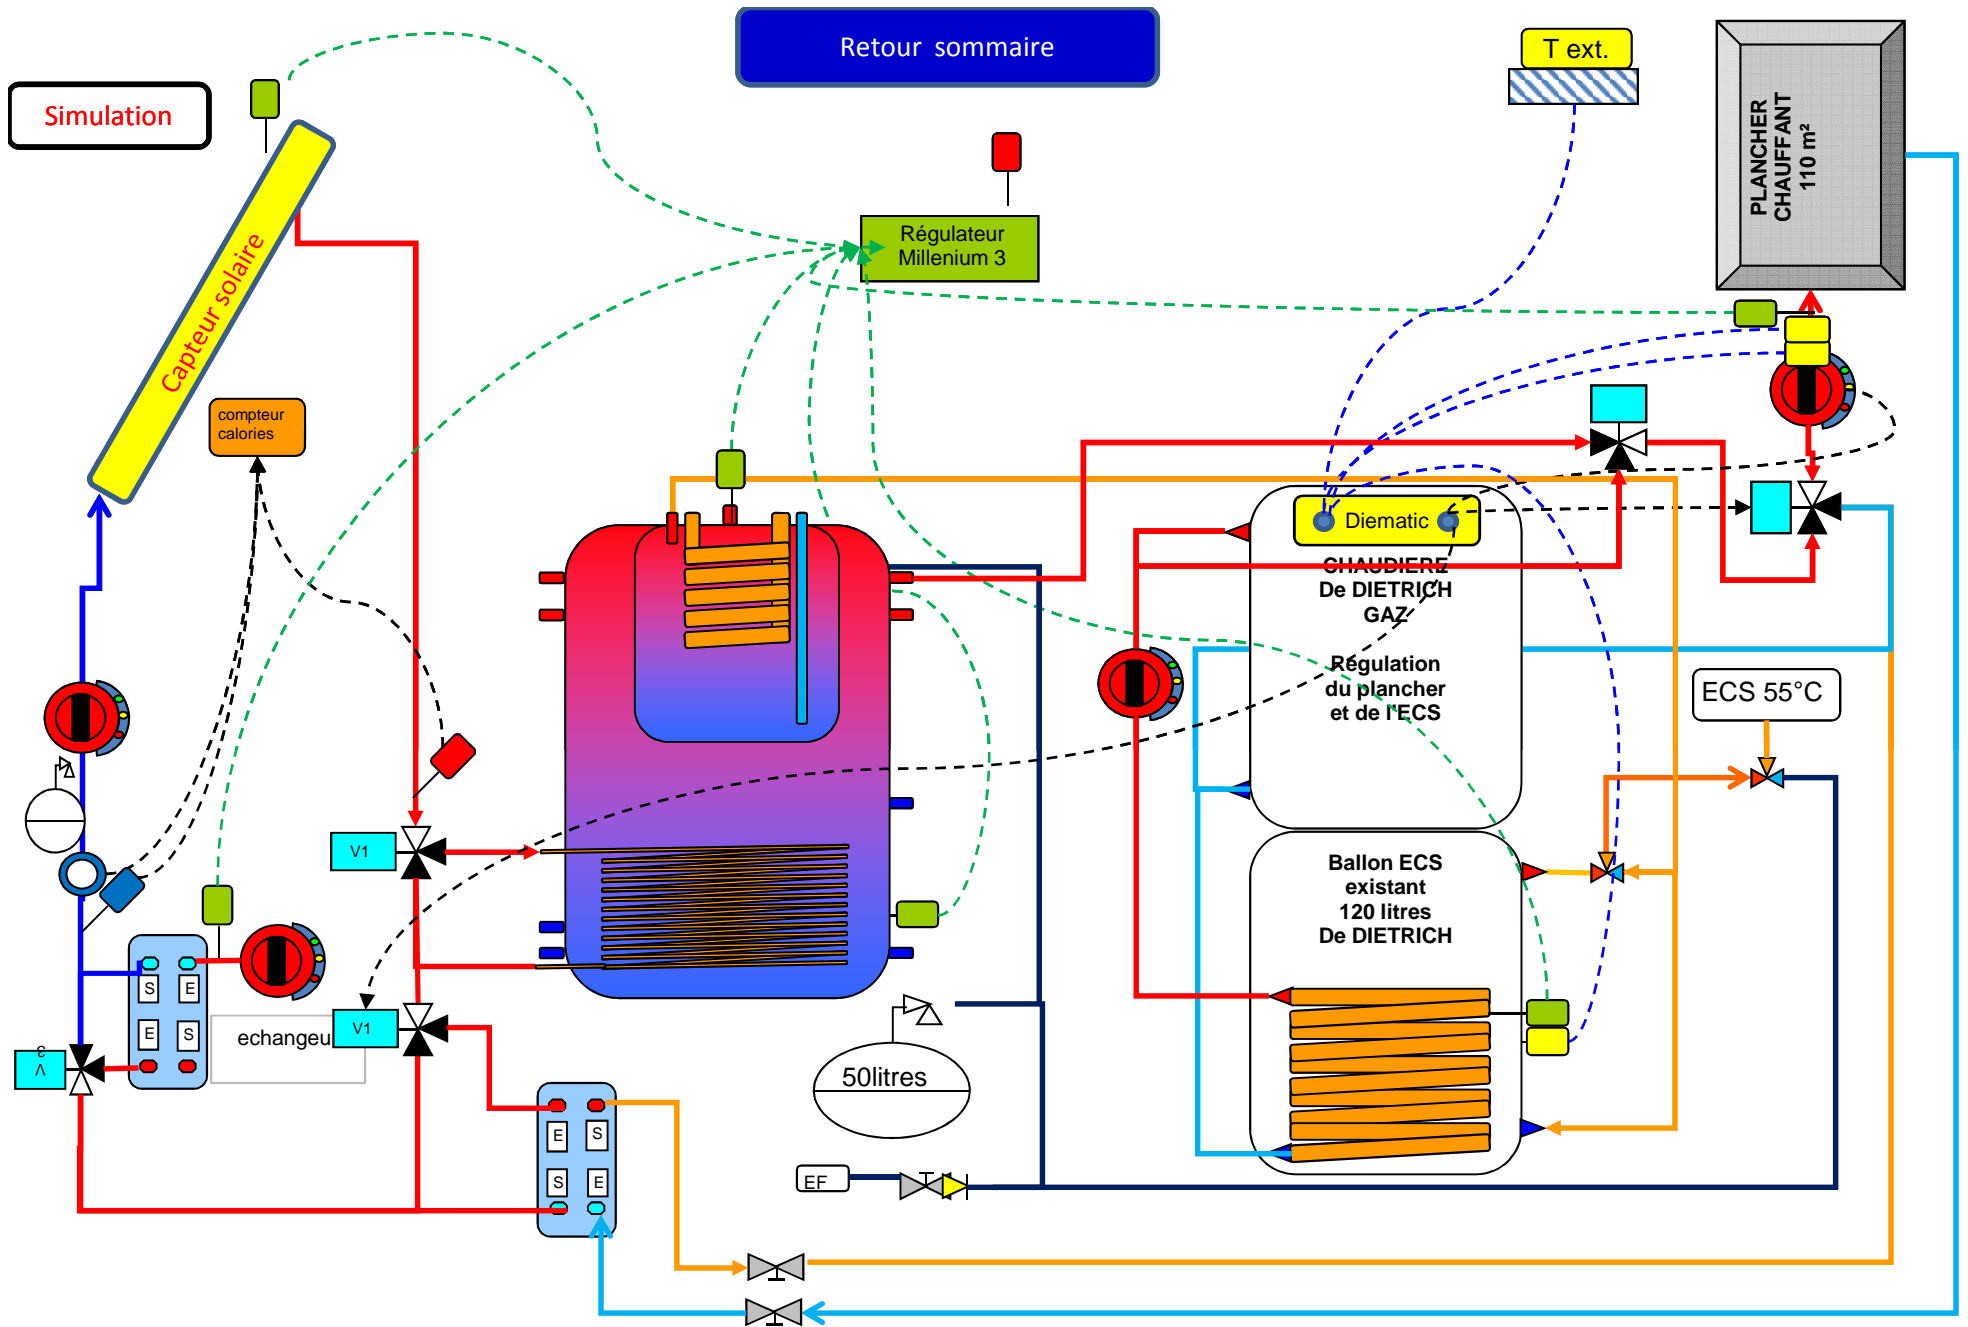 Retour sommaire
T ext.
Simulation
PLANCHER
CHAUFFANT
110 m²
Régulateur
Millenium 3
Capteur solaire
compteur
calories
Diematic
CHAUDIERE
De DIETRICH
GAZ
Régulation
du plancher
et de l'ECS
ECS 55°C
V1
Ballon ECS
existant
120 litres
De DIETRICH
S
E
E
S
echangeu
V1
V3
50litres
E
S
S
E
EF